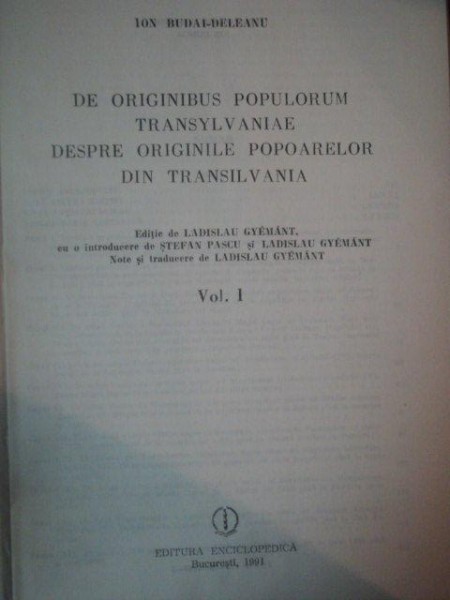 ION BUDAI-DELEANU
DE ORIGINIBUS POPULORUM
TRANSYLVANIAE
DESPRE ORIGINILE POPOARELOR
DIN TRANSILVANIA
Ediție de LADISLAU GYÉMÁNT,
cu o introducere de ȘTEFAN PASCU și LADISLAU GYÉMÁNT
Note și traducere de LADISLAU GYÉMÁNT
Vol. I
EDITURA ENCICLOPEDICĂ
București, 1991